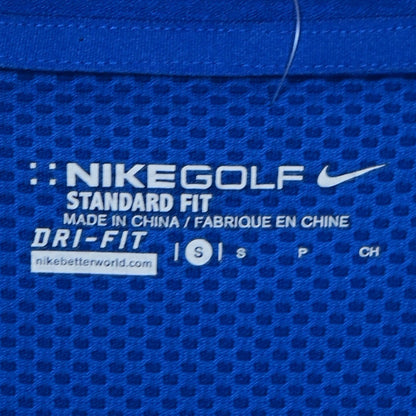 NIKEGOLF
STANDARD FIT
MADE IN CHINA / FABRIQUE EN CHINE
DRI-FIT | S | S P CH
nikebetterworld.com